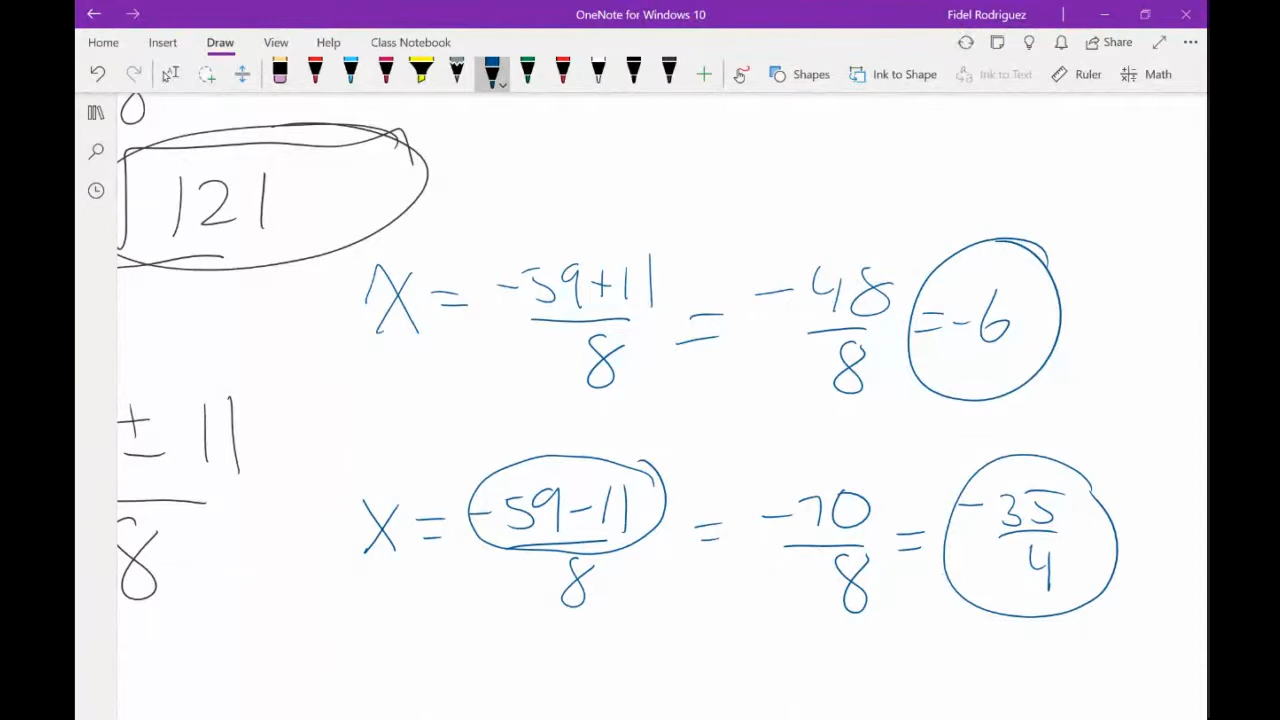 OneNote for Windows 10
Fidel Rodriguez
Home Insert Draw View Help Class Notebook
Share
Shapes Ink to Shape Ink to Text Ruler Math
8
√121
X = -59+11/8 = -48/8 = -6
± 11
8
X = -59-11/8 = -70/8 = -35/4